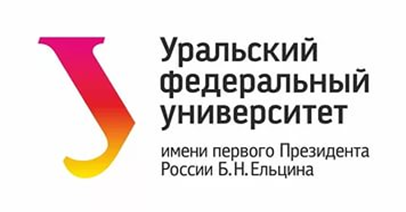 Уральский
федеральный
университет
имени первого Президента
России Б.Н.Ельцина